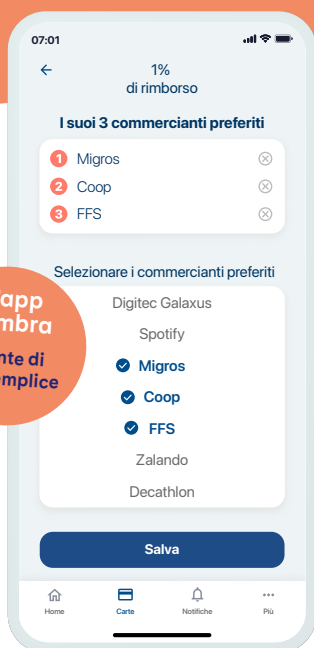 07:01
1%
di rimborso
I suoi 3 commercianti preferiti
1 Migros
2 Coop
3 FFS
Selezionare i commercianti preferiti
Digitec Galaxus
Spotify
Migros
Coop
FFS
Zalando
Decathlon
Salva
Home Carte Notifiche Più